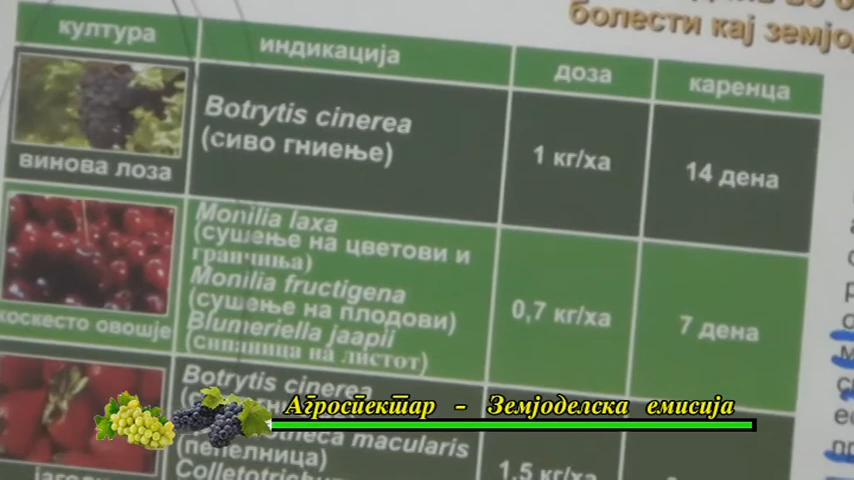 болести кај
култура
индикација
доза
каренца
винова лоза
Botrytis cinerea
(сиво гниење)
1 кг/ха
14 дена
коскесто овошје
Monilia laxa
(сушење на цветови и
гранчиња)
Monilia fructigena
(сушење на плодови)
Blumeriella jaapii
(сипаница на листот)
0,7 кг/ха
7 дена
Botrytis cinerea
macularis
(пепелница)
1,5 кг/ха
Агроспектар - Земјоделска емисија